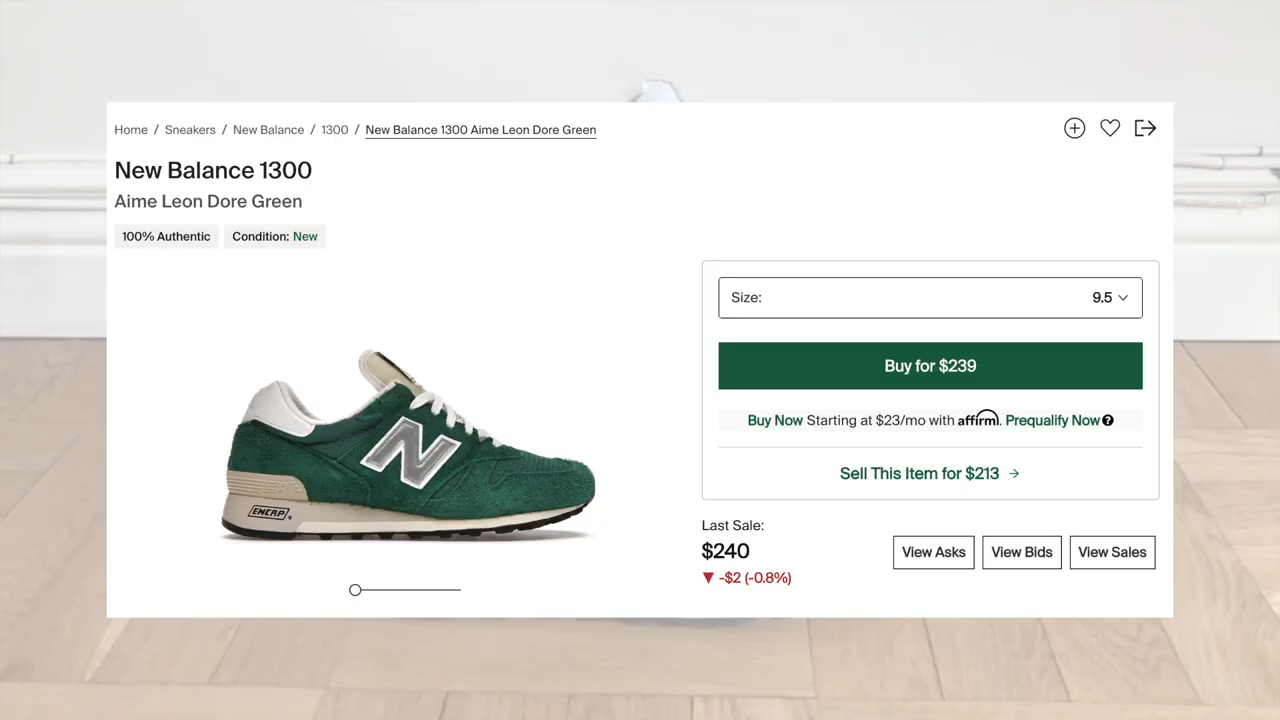 Home / Sneakers / New Balance / 1300 / New Balance 1300 Aime Leon Dore Green
New Balance 1300
Aime Leon Dore Green
100% Authentic
Condition: New
Size:
9.5
Buy for $239
Buy Now Starting at $23/mo with affirm. Prequalify Now
Sell This Item for $213 →
N
ENCAP
Last Sale:
$240
▼ -$2 (-0.8%)
View Asks
View Bids
View Sales